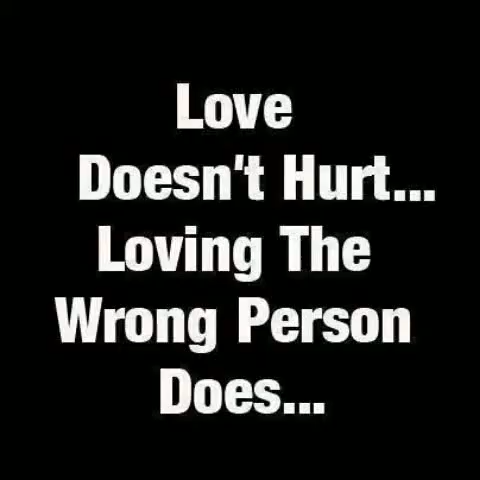 Love
Doesn't Hurt...
Loving The
Wrong Person
Does...